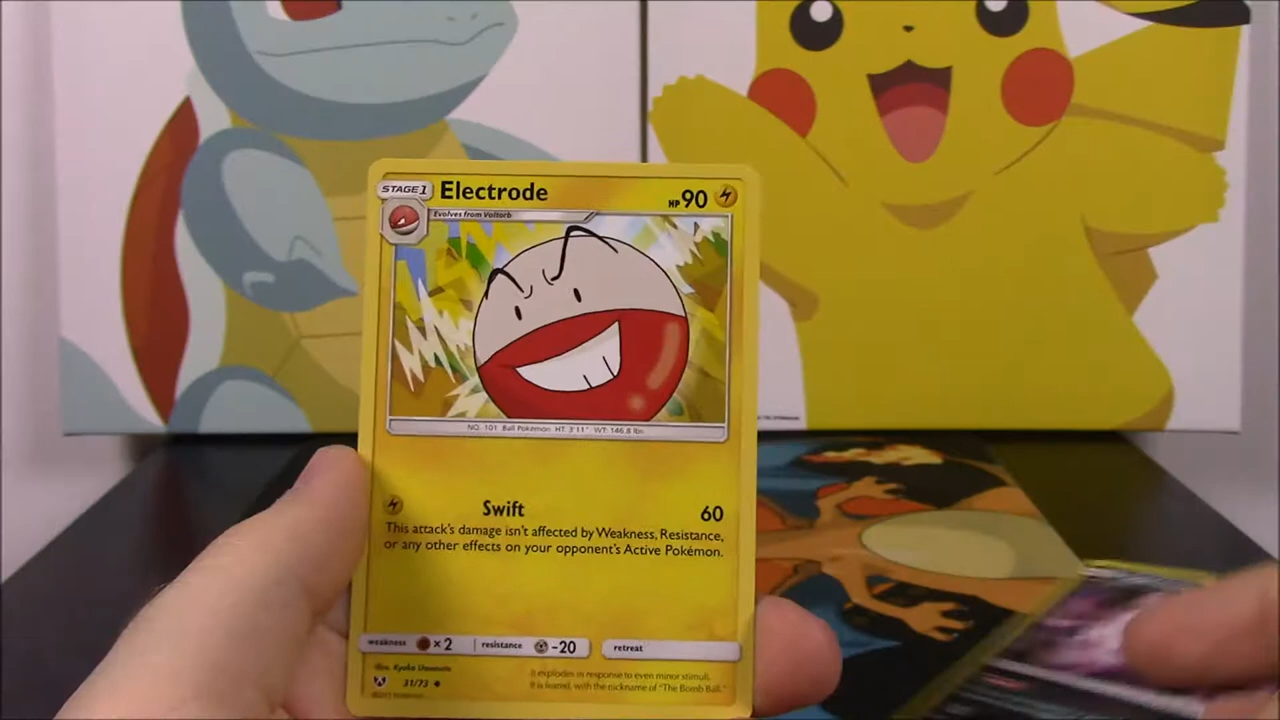 STAGE1 Electrode HP 90
Evolves from Voltorb
NO. 101 Ball Pokémon HT: 3'11" WT: 146.8 lbs.
Swift 60
This attack's damage isn't affected by Weakness, Resistance,
or any other effects on your opponent's Active Pokémon.
weakness ×2 resistance -20 retreat
31/73
It explodes in response to even minor stimuli.
It is feared, with the nickname of "The Bomb Ball."